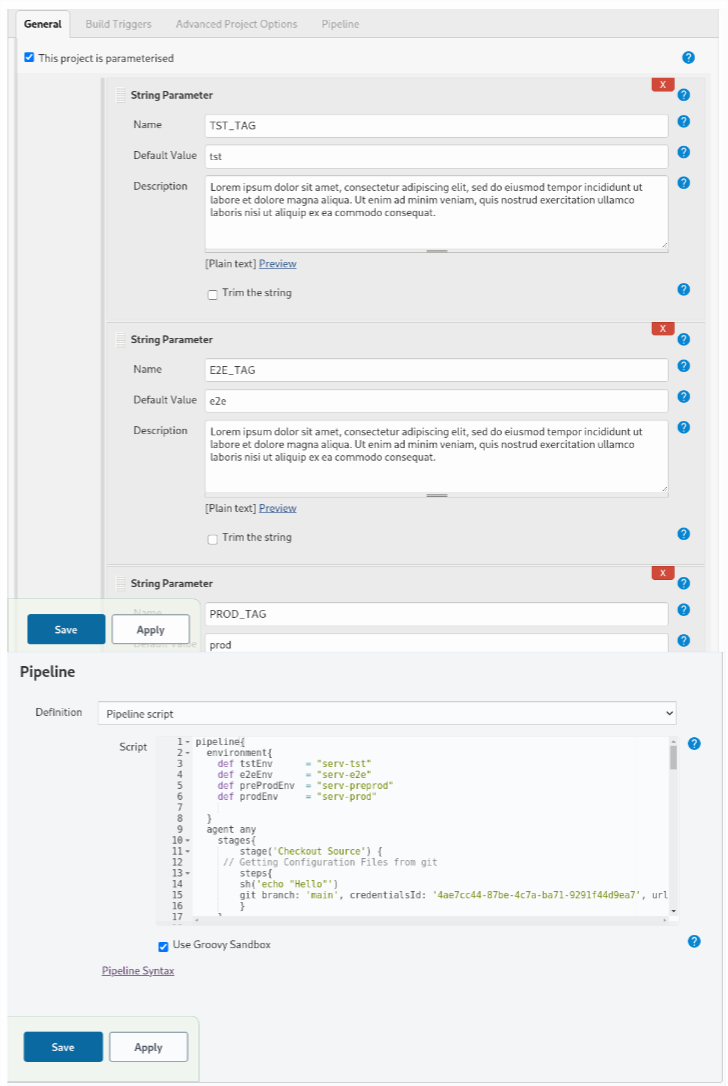 General Build Triggers Advanced Project Options Pipeline
This project is parameterised ?
X
String Parameter ?
Name TST_TAG ?
Default Value tst ?
Description Lorem ipsum dolor sit amet, consectetur adipiscing elit, sed do eiusmod tempor incididunt ut ?
labore et dolore magna aliqua. Ut enim ad minim veniam, quis nostrud exercitation ullamco
laboris nisi ut aliquip ex ea commodo consequat.
[Plain text] Preview
Trim the string ?
X
String Parameter ?
Name E2E_TAG ?
Default Value e2e ?
Description Lorem ipsum dolor sit amet, consectetur adipiscing elit, sed do eiusmod tempor incididunt ut ?
labore et dolore magna aliqua. Ut enim ad minim veniam, quis nostrud exercitation ullamco
laboris nisi ut aliquip ex ea commodo consequat.
[Plain text] Preview
Trim the string ?
X
String Parameter ?
Name PROD_TAG ?
Save Apply
Default Value prod ?
Pipeline
Definition Pipeline script
Script ?
1 pipeline{
2 environment{
3 def tstEnv = "serv-tst"
4 def e2eEnv = "serv-e2e"
5 def preProdEnv = "serv-preprod"
6 def prodEnv = "serv-prod"
7
8 }
9 agent any
10 stages{
11 stage('Checkout Source') {
12 // Getting Configuration Files from git
13 steps{
14 sh('echo "Hello"')
15 git branch: 'main', credentialsId: '4ae7cc44-87be-4c7a-ba71-9291f44d9ea7', url
16 }
17 }
Use Groovy Sandbox ?
Pipeline Syntax
Save Apply